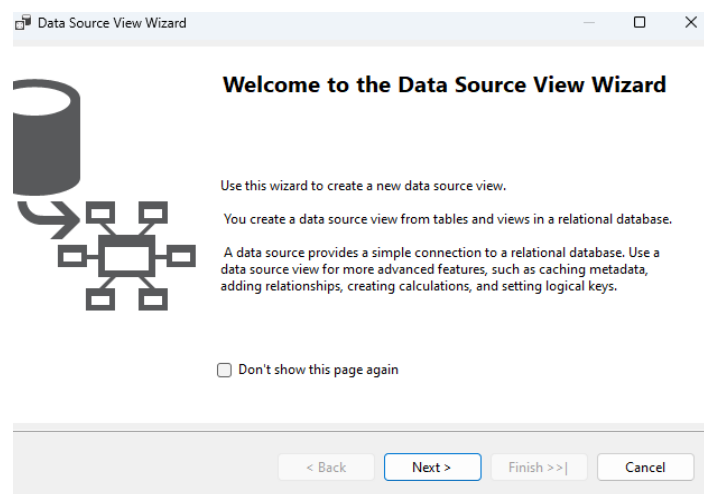 Data Source View Wizard
Welcome to the Data Source View Wizard
Use this wizard to create a new data source view.
You create a data source view from tables and views in a relational database.
A data source provides a simple connection to a relational database. Use a
data source view for more advanced features, such as caching metadata,
adding relationships, creating calculations, and setting logical keys.
Don't show this page again
< Back Next > Finish >>| Cancel